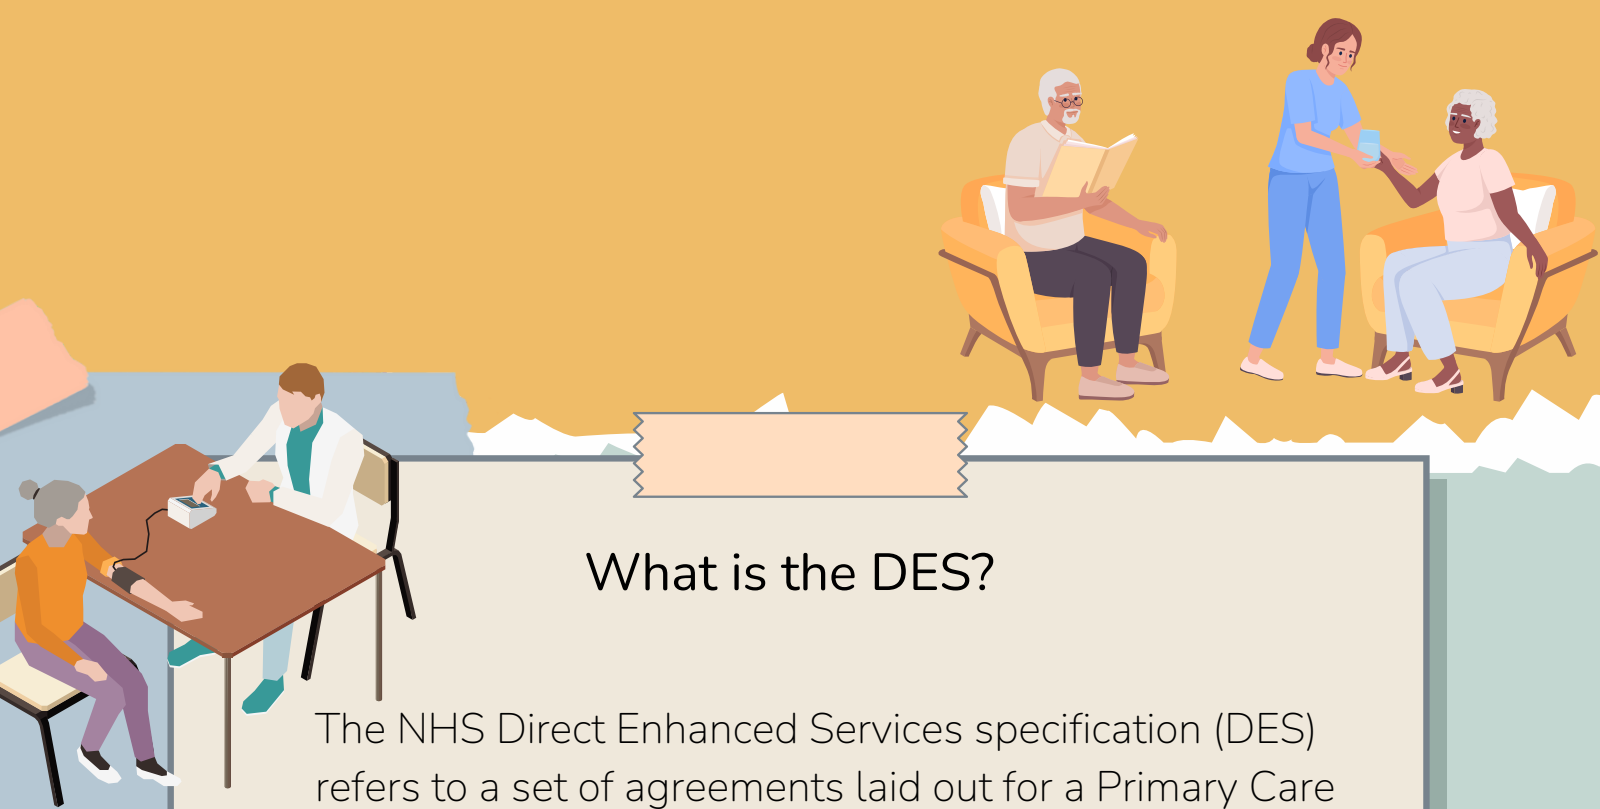 What is the DES?
The NHS Direct Enhanced Services specification (DES)
refers to a set of agreements laid out for a Primary Care